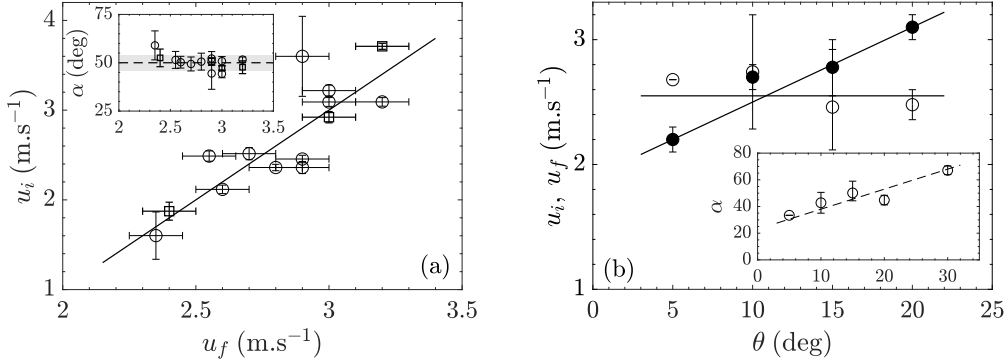 4
3
2
1
u_i (m.s⁻¹)
75
50
25
α (deg)
2 2.5 3 3.5
(a)
2 2.5 3 3.5
u_f (m.s⁻¹)
3
2
1
u_i, u_f (m.s⁻¹)
80
60
40
20
0
α
0 10 20 30
(b)
0 5 10 15 20 25
θ (deg)